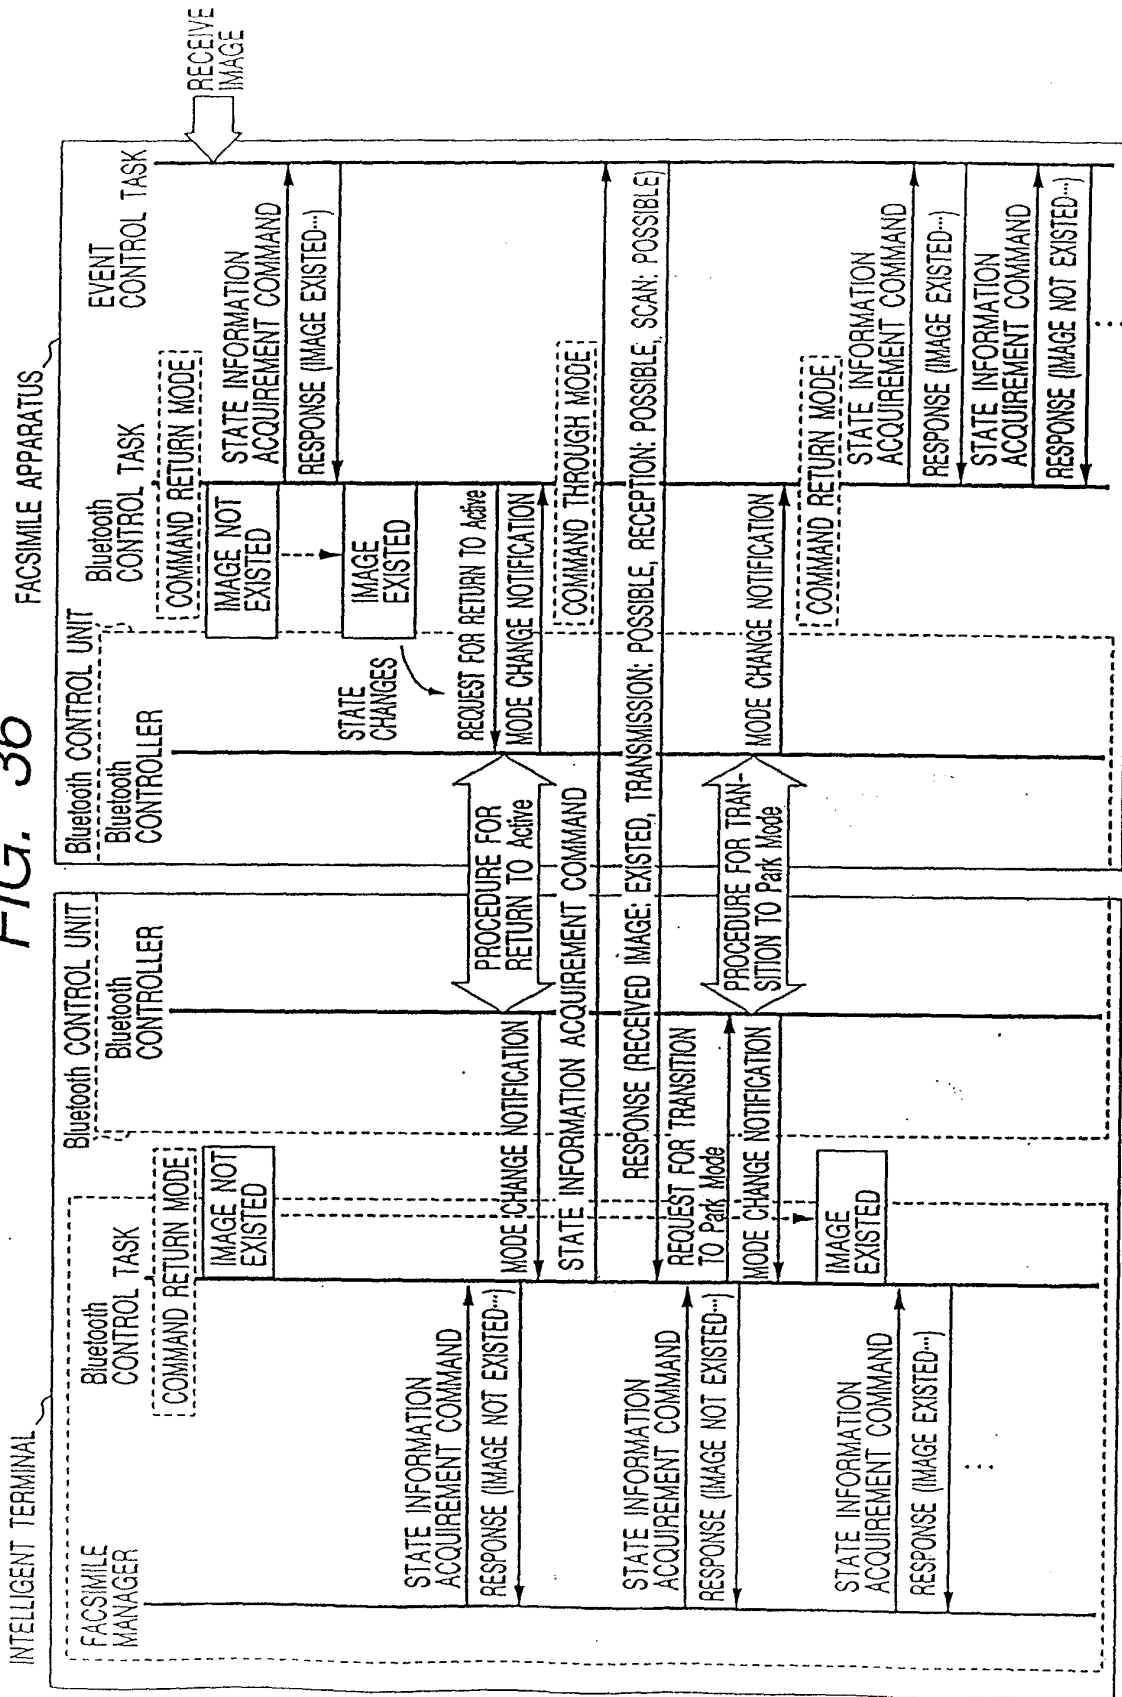 FIG. 36
INTELLIGENT TERMINAL
FACSIMILE APPARATUS
FACSIMILE
MANAGER
Bluetooth
CONTROL TASK
Bluetooth CONTROL UNIT
Bluetooth
CONTROLLER
Bluetooth CONTROL UNIT
Bluetooth
CONTROLLER
Bluetooth
CONTROL TASK
EVENT
CONTROL TASK
RECEIVE
IMAGE
COMMAND RETURN MODE
COMMAND RETURN MODE
IMAGE NOT
EXISTED
IMAGE NOT
EXISTED
STATE INFORMATION
ACQUIREMENT COMMAND
RESPONSE (IMAGE EXISTED···)
IMAGE
EXISTED
STATE
CHANGES
STATE INFORMATION
ACQUIREMENT COMMAND
RESPONSE (IMAGE NOT EXISTED···)
REQUEST FOR RETURN TO Active
PROCEDURE FOR
RETURN TO Active
MODE CHANGE NOTIFICATION
MODE CHANGE NOTIFICATION
COMMAND THROUGH MODE
STATE INFORMATION ACQUIREMENT COMMAND
RESPONSE (RECEIVED IMAGE: EXISTED, TRANSMISSION: POSSIBLE, RECEPTION: POSSIBLE, SCAN: POSSIBLE)
STATE INFORMATION
ACQUIREMENT COMMAND
RESPONSE (IMAGE NOT EXISTED···)
REQUEST FOR TRANSITION
TO Park Mode
PROCEDURE FOR TRAN-
SITION TO Park Mode
MODE CHANGE NOTIFICATION
MODE CHANGE NOTIFICATION
COMMAND RETURN MODE
IMAGE
EXISTED
STATE INFORMATION
ACQUIREMENT COMMAND
RESPONSE (IMAGE EXISTED···)
STATE INFORMATION
ACQUIREMENT COMMAND
RESPONSE (IMAGE EXISTED···)
STATE INFORMATION
ACQUIREMENT COMMAND
RESPONSE (IMAGE NOT EXISTED···)
···
···